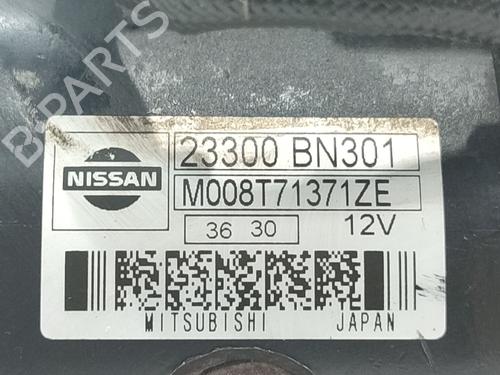 B-PARTS
NISSAN
23300 BN301
M008T71371ZE
36 30
12V
MITSUBISHI JAPAN